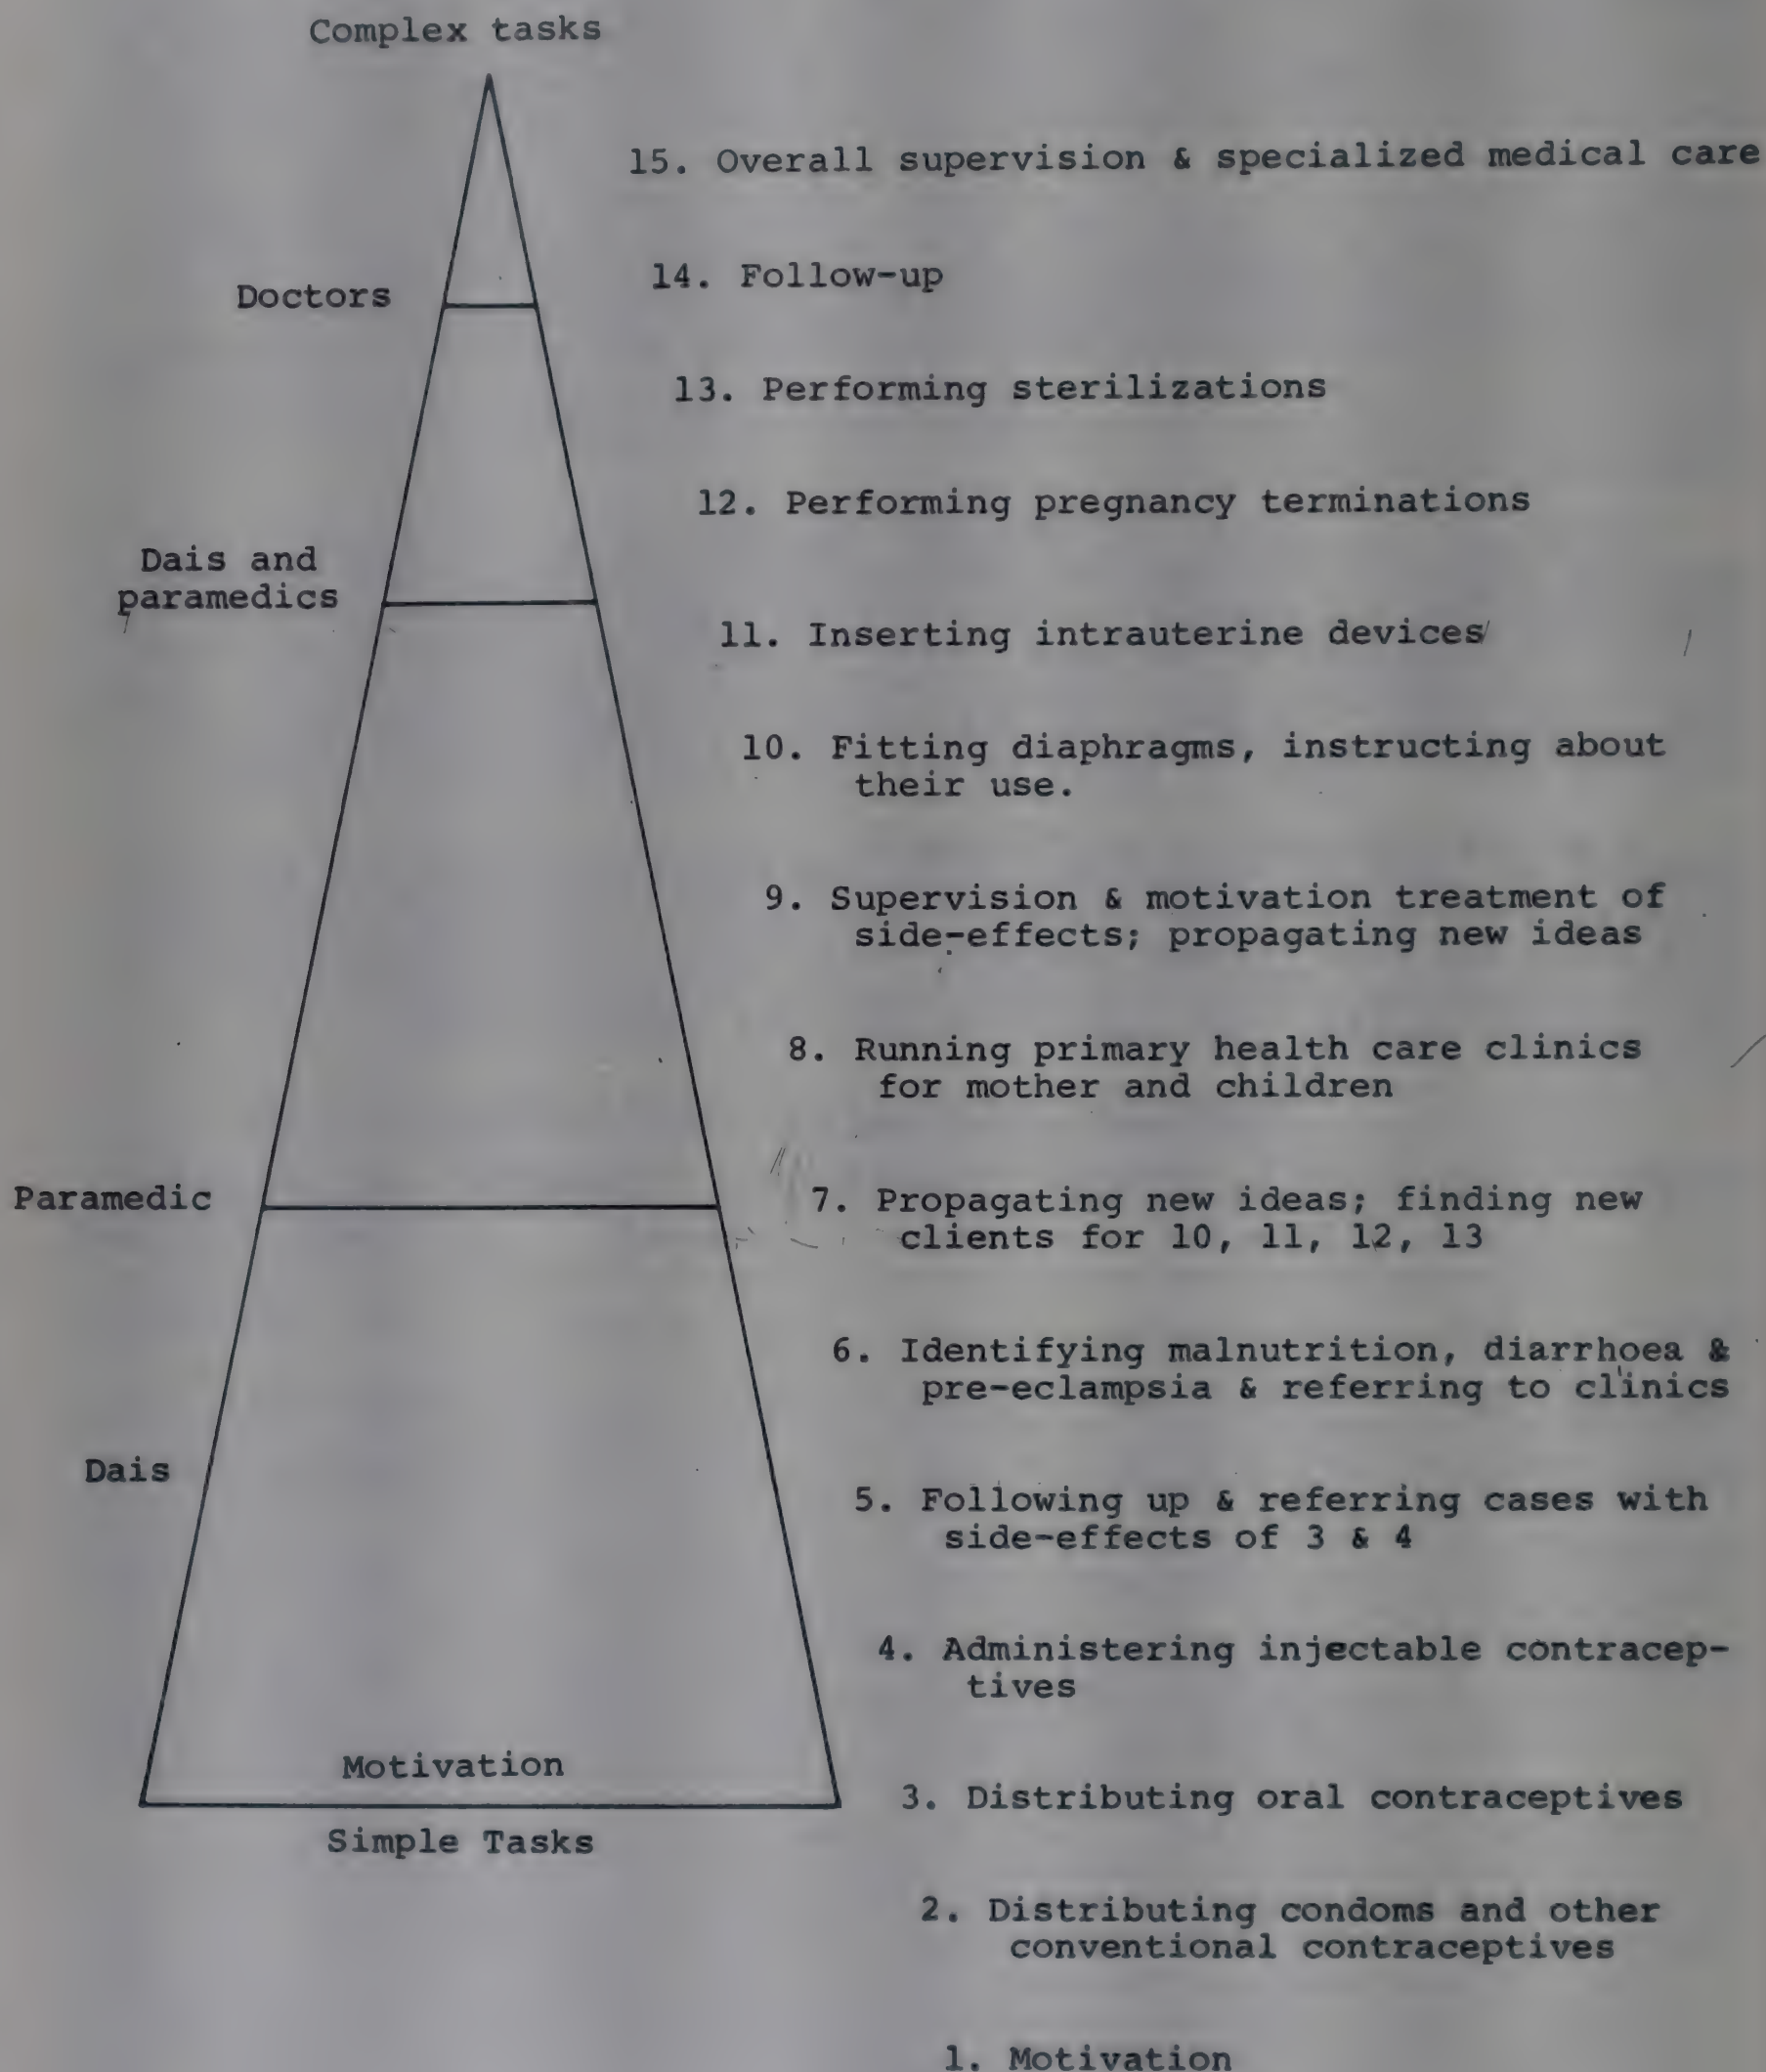 Complex tasks
15. Overall supervision & specialized medical care
14. Follow-up
Doctors
13. Performing sterilizations
12. Performing pregnancy terminations
Dais and
paramedics
11. Inserting intrauterine devices
10. Fitting diaphragms, instructing about
their use.
9. Supervision & motivation treatment of
side-effects; propagating new ideas
8. Running primary health care clinics
for mother and children
Paramedic
7. Propagating new ideas; finding new
clients for 10, 11, 12, 13
6. Identifying malnutrition, diarrhoea &
pre-eclampsia & referring to clinics
Dais
5. Following up & referring cases with
side-effects of 3 & 4
4. Administering injectable contracep-
tives
Motivation
3. Distributing oral contraceptives
Simple Tasks
2. Distributing condoms and other
conventional contraceptives
1. Motivation